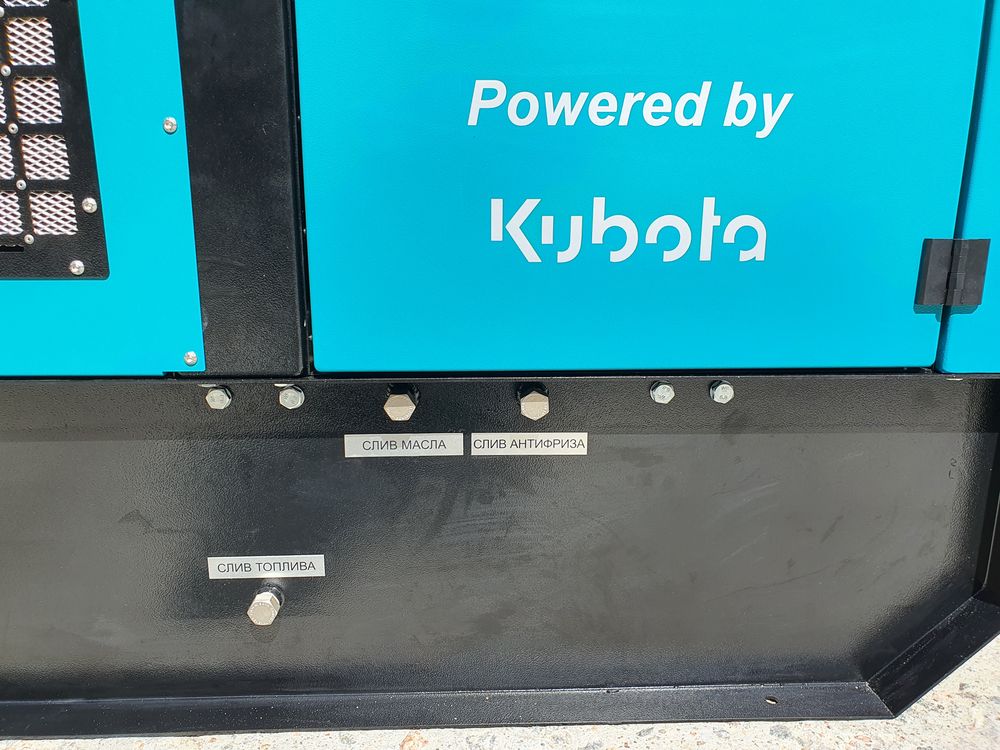 Powered by
Kubota
СЛИВ МАСЛА
СЛИВ АНТИФРИЗА
СЛИВ ТОПЛИВА